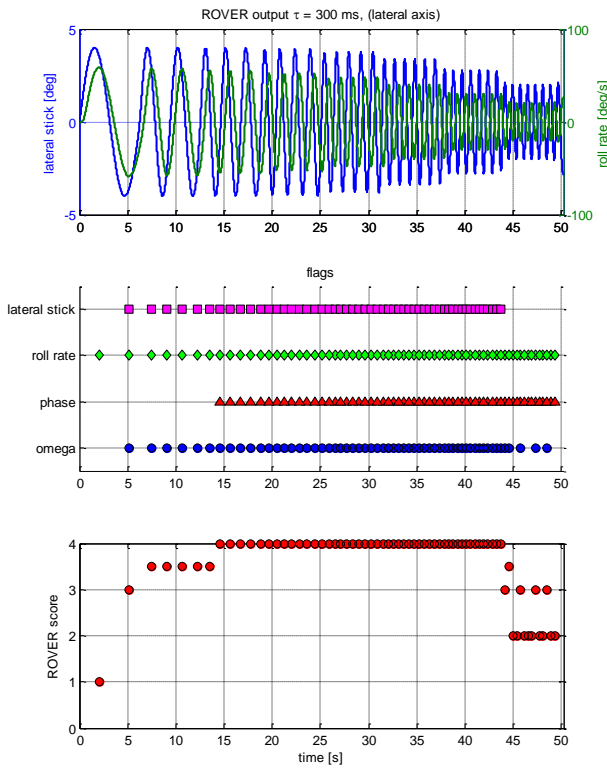 ROVER output τ = 300 ms, (lateral axis)
lateral stick [deg]
5
0
-5
100
0
-100
roll rate [deg/s]
0 5 10 15 20 25 30 35 40 45 50
flags
lateral stick
roll rate
phase
omega
0 5 10 15 20 25 30 35 40 45 50
ROVER score
4
3
2
1
0
0 5 10 15 20 25 30 35 40 45 50
time [s]